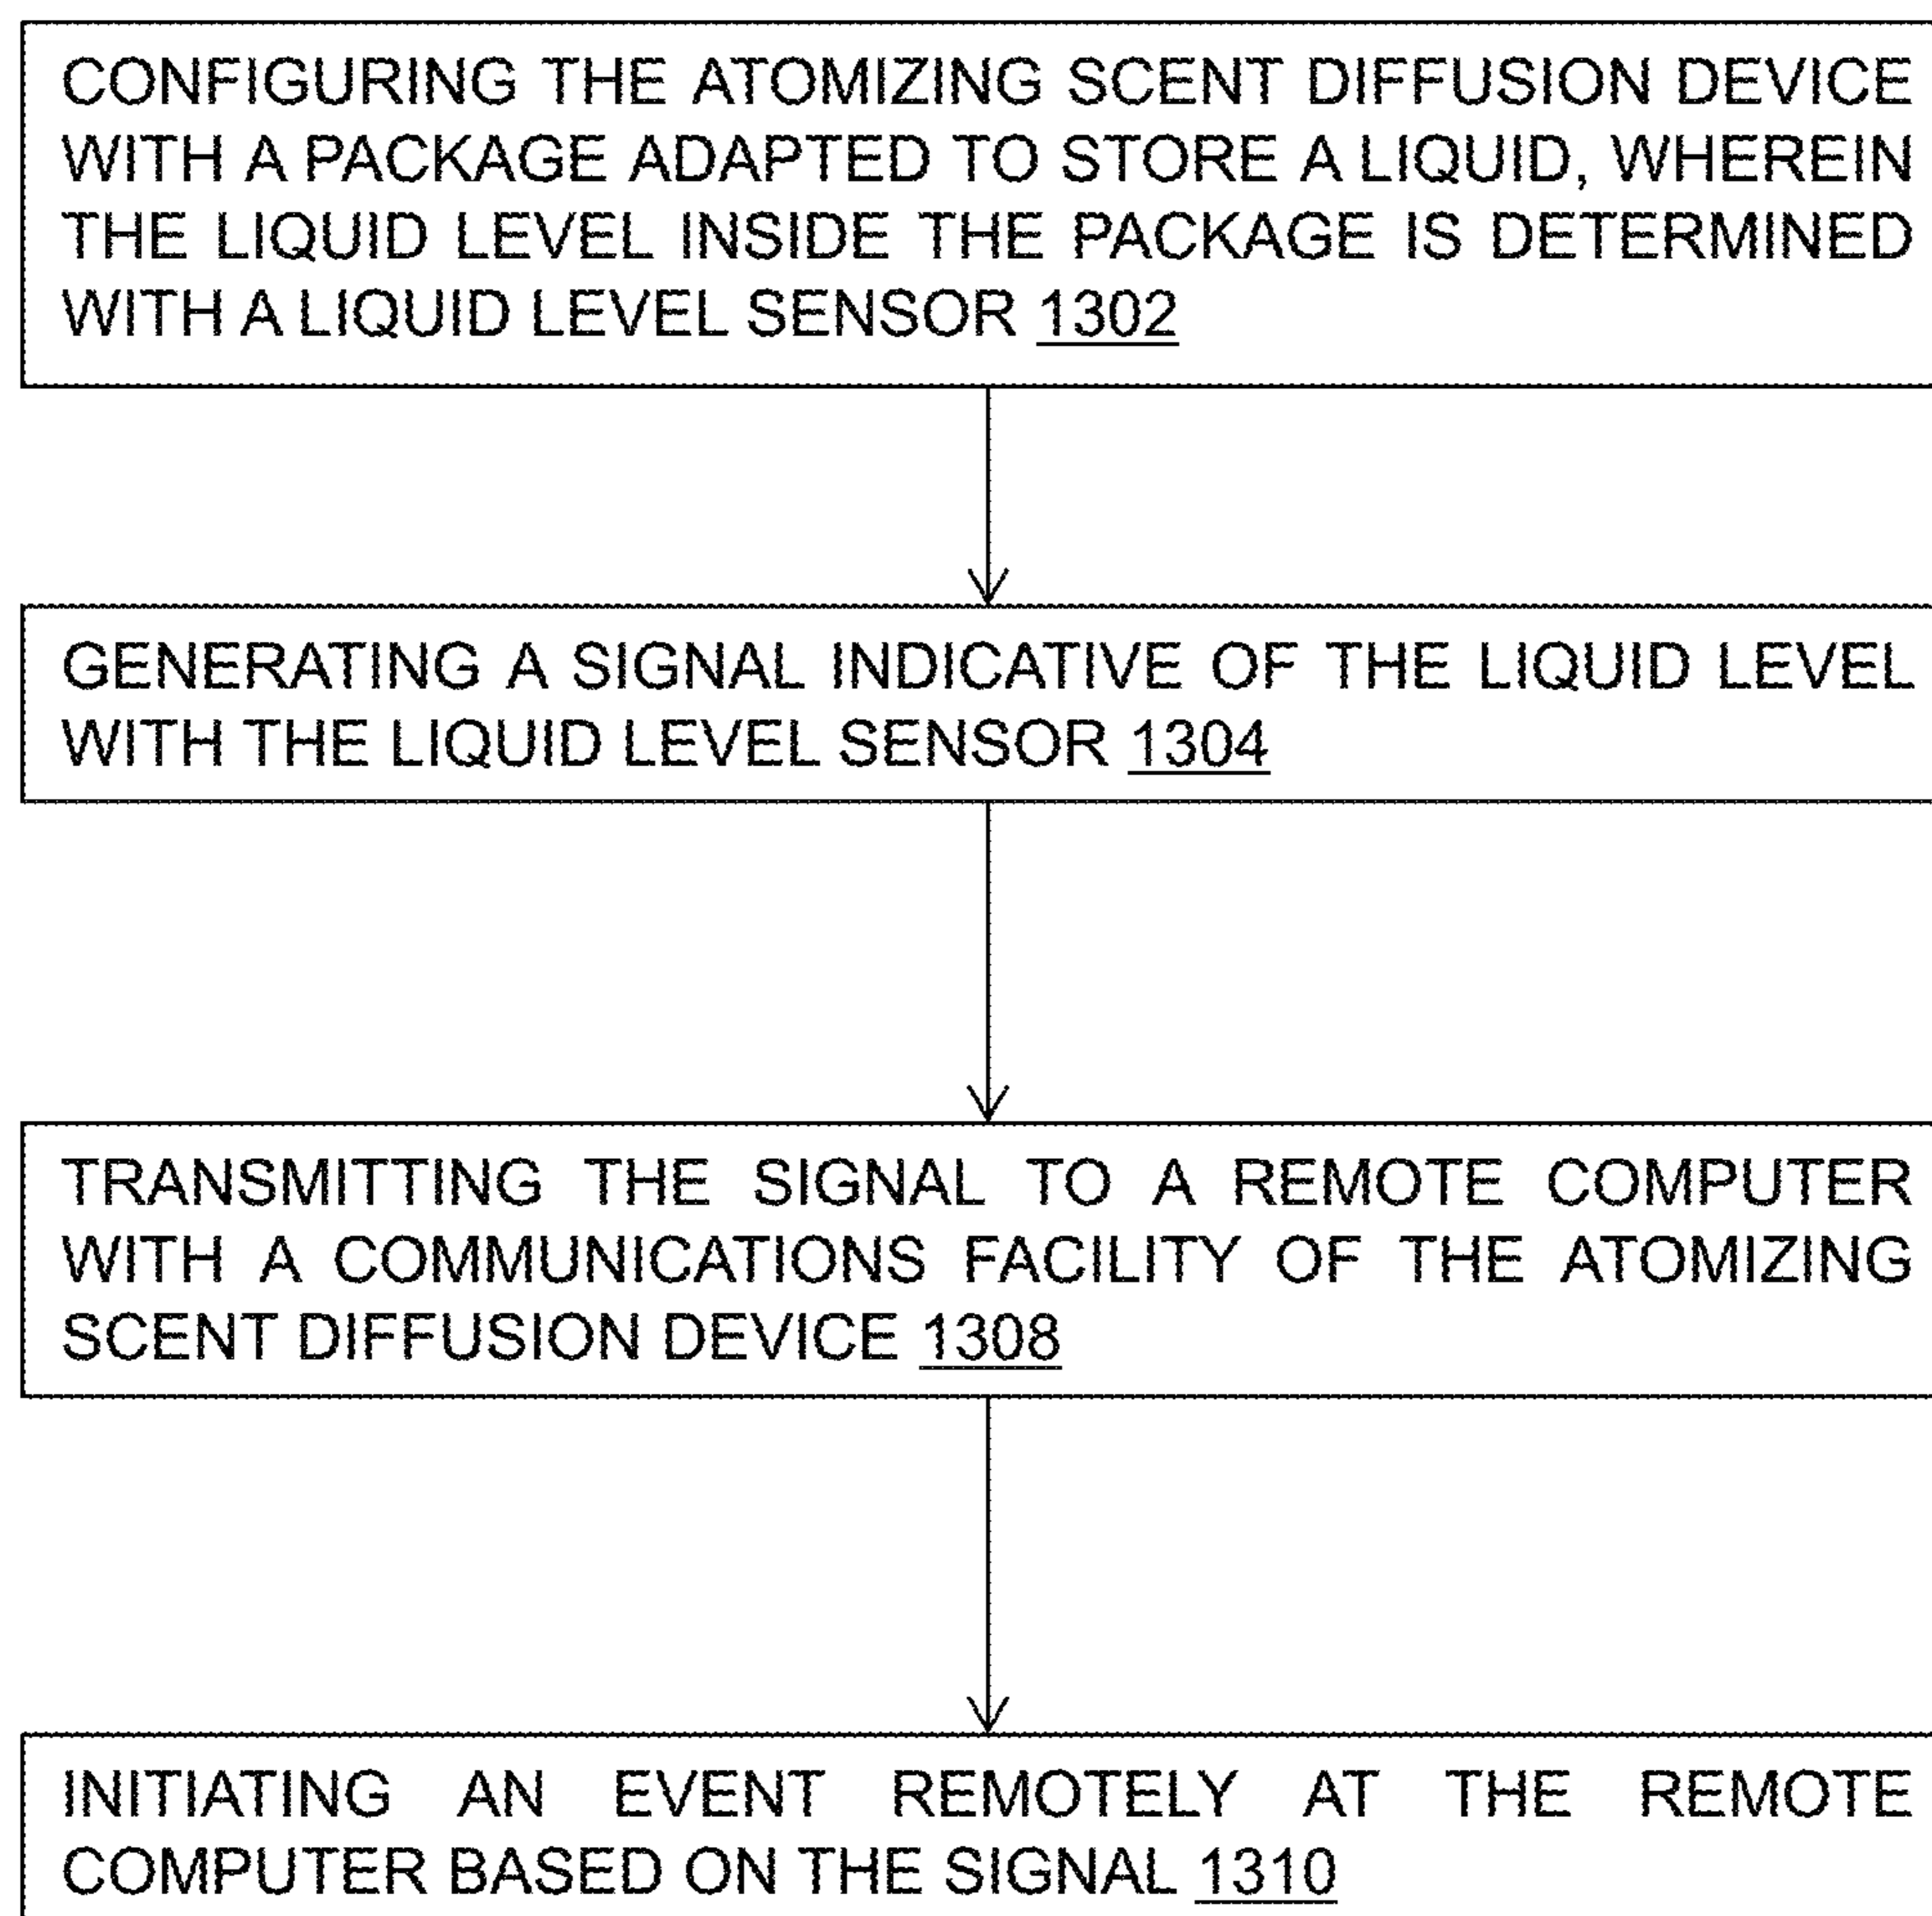 CONFIGURING THE ATOMIZING SCENT DIFFUSION DEVICE
WITH A PACKAGE ADAPTED TO STORE A LIQUID, WHEREIN
THE LIQUID LEVEL INSIDE THE PACKAGE IS DETERMINED
WITH A LIQUID LEVEL SENSOR 1302
GENERATING A SIGNAL INDICATIVE OF THE LIQUID LEVEL
WITH THE LIQUID LEVEL SENSOR 1304
TRANSMITTING THE SIGNAL TO A REMOTE COMPUTER
WITH A COMMUNICATIONS FACILITY OF THE ATOMIZING
SCENT DIFFUSION DEVICE 1308
INITIATING AN EVENT REMOTELY AT THE REMOTE
COMPUTER BASED ON THE SIGNAL 1310